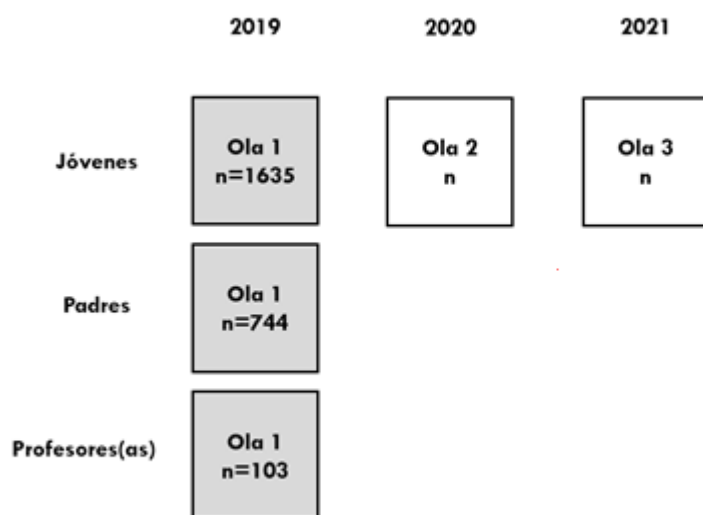 2019 2020 2021
Jóvenes
Ola 1
n=1635
Ola 2
n
Ola 3
n
Padres
Ola 1
n=744
Profesores(as)
Ola 1
n=103